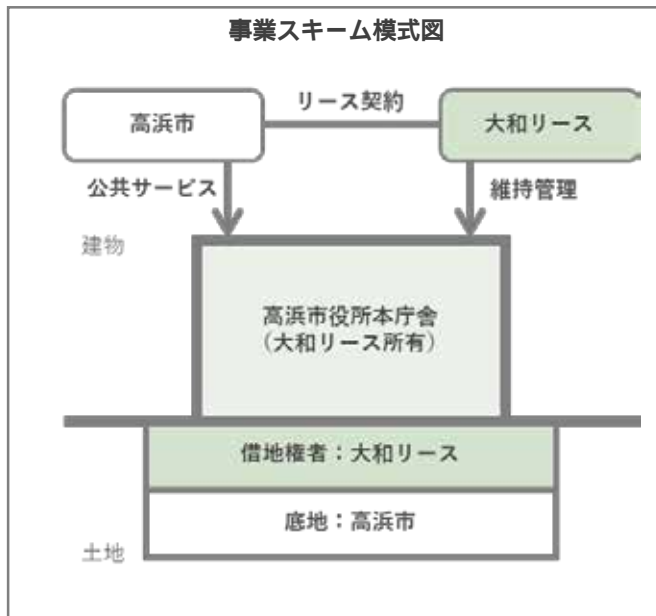 事業スキーム模式図
リース契約
高浜市
大和リース
公共サービス
維持管理
建物
高浜市役所本庁舎
（大和リース所有）
借地権者：大和リース
底地：高浜市
土地